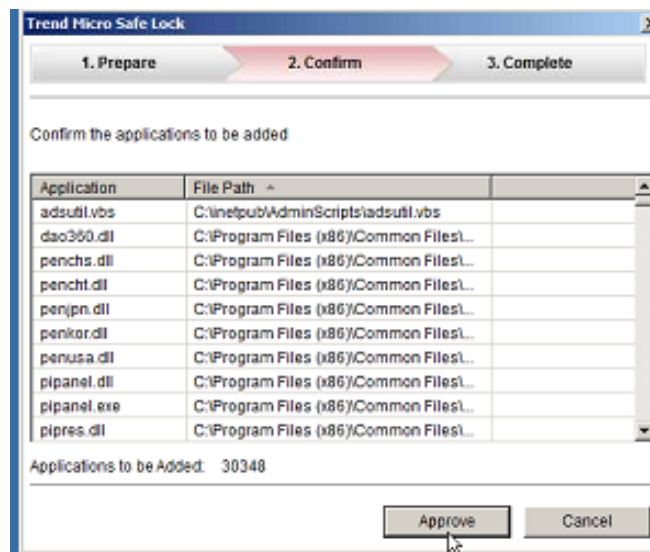 Trend Micro Safe Lock
1. Prepare 2. Confirm 3. Complete
Confirm the applications to be added
Application File Path
adsutil.vbs C:\inetpub\AdminScripts\adsutil.vbs
dao360.dll C:\Program Files (x86)\Common Files\...
penchs.dll C:\Program Files (x86)\Common Files\...
pencht.dll C:\Program Files (x86)\Common Files\...
penjpn.dll C:\Program Files (x86)\Common Files\...
penkor.dll C:\Program Files (x86)\Common Files\...
penusa.dll C:\Program Files (x86)\Common Files\...
pipanel.dll C:\Program Files (x86)\Common Files\...
pipanel.exe C:\Program Files (x86)\Common Files\...
pipres.dll C:\Program Files (x86)\Common Files\...
Applications to be Added: 30348
Approve Cancel